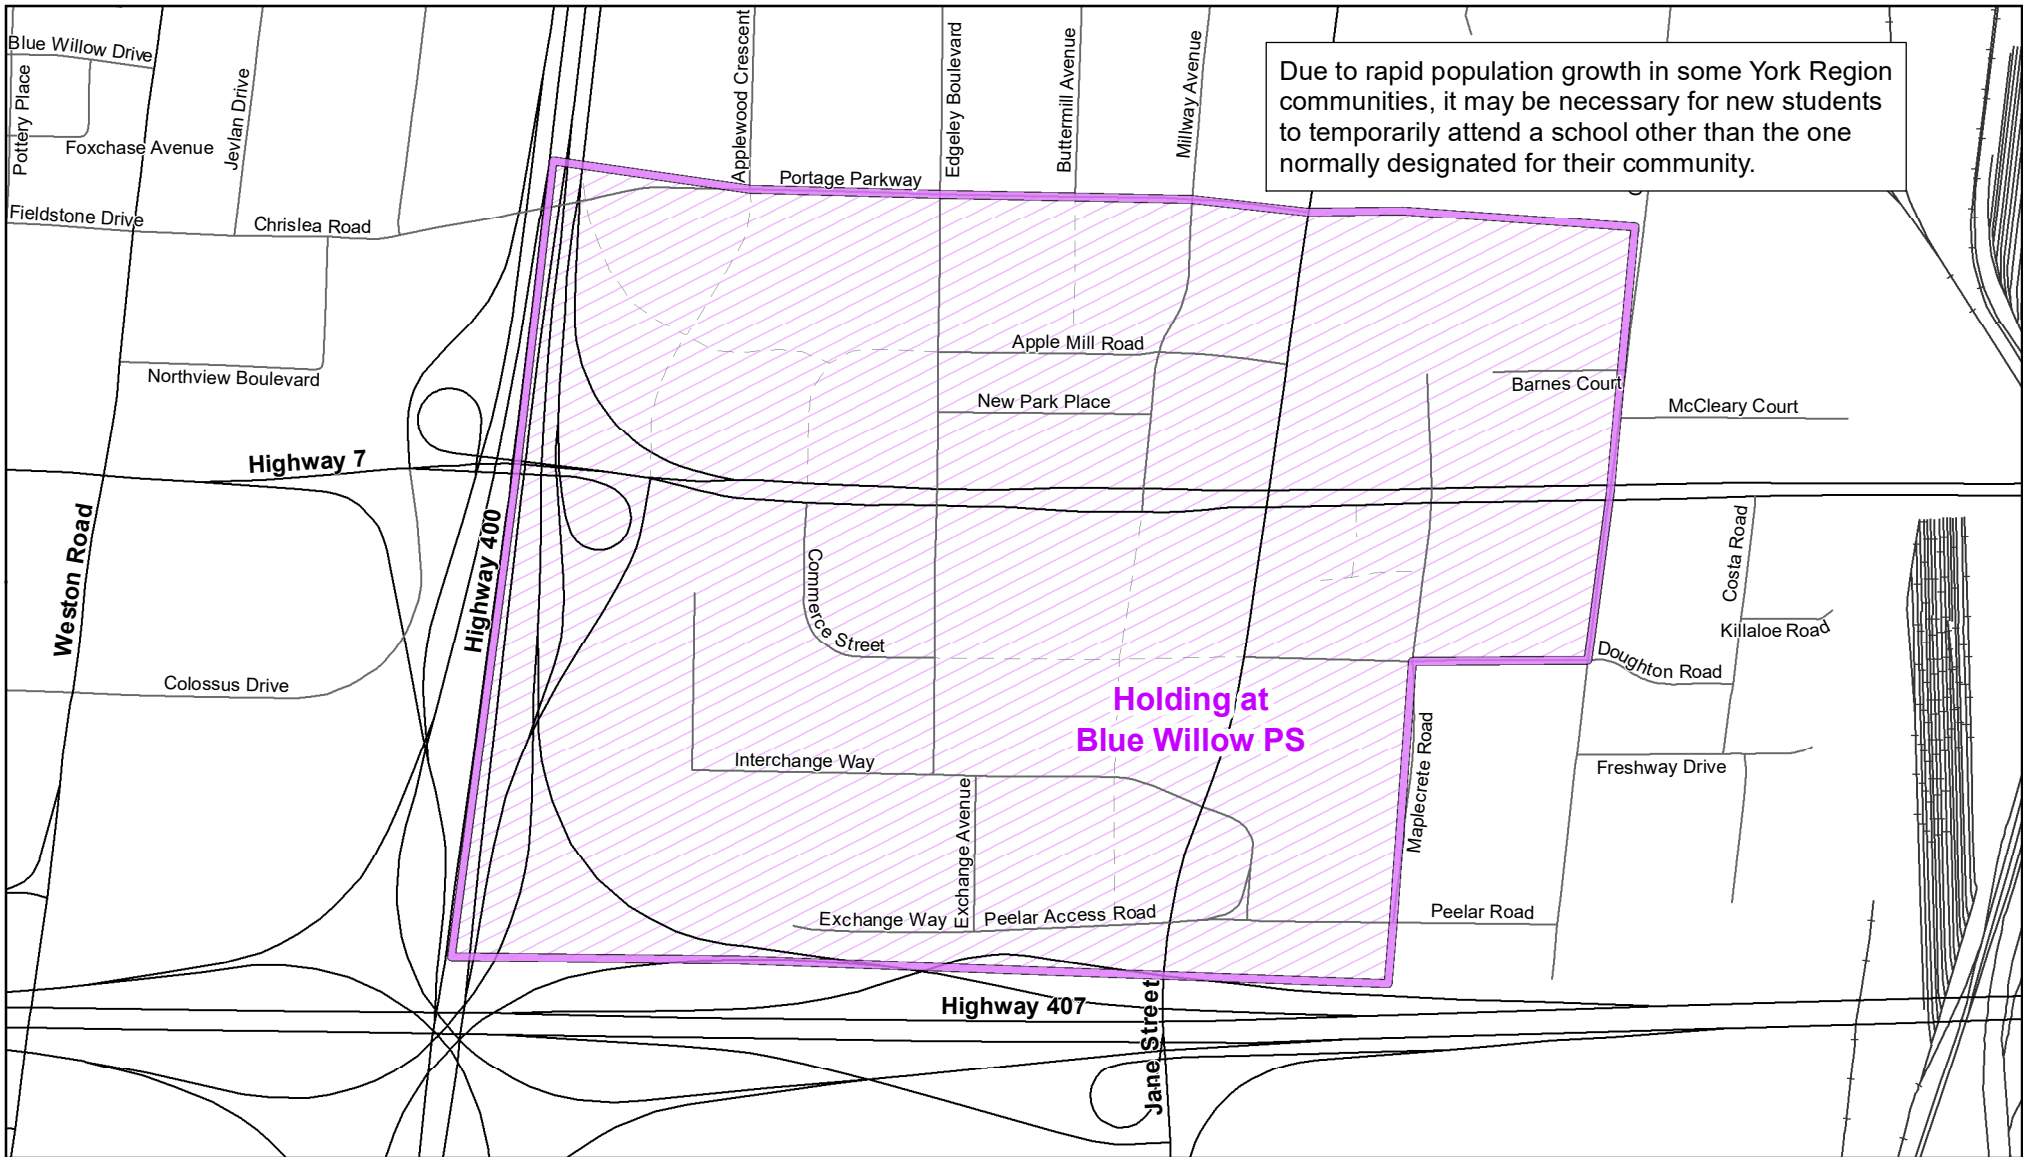 Blue Willow Drive
Pottery Place
Foxchase Avenue
Jevlan Drive
Fieldstone Drive
Chrislea Road
Northview Boulevard
Applewood Crescent
Edgeley Boulevard
Buttermill Avenue
Millway Avenue
Due to rapid population growth in some York Region
communities, it may be necessary for new students
to temporarily attend a school other than the one
normally designated for their community.
Portage Parkway
Apple Mill Road
New Park Place
Barnes Court
McCleary Court
Highway 7
Weston Road
Highway 400
Commerce Street
Costa Road
Killaloe Road
Doughton Road
Colossus Drive
Holding at
Blue Willow PS
Interchange Way
Maplecrete Road
Freshway Drive
Exchange Avenue
Exchange Way
Peelar Access Road
Peelar Road
Highway 407
Jane Street